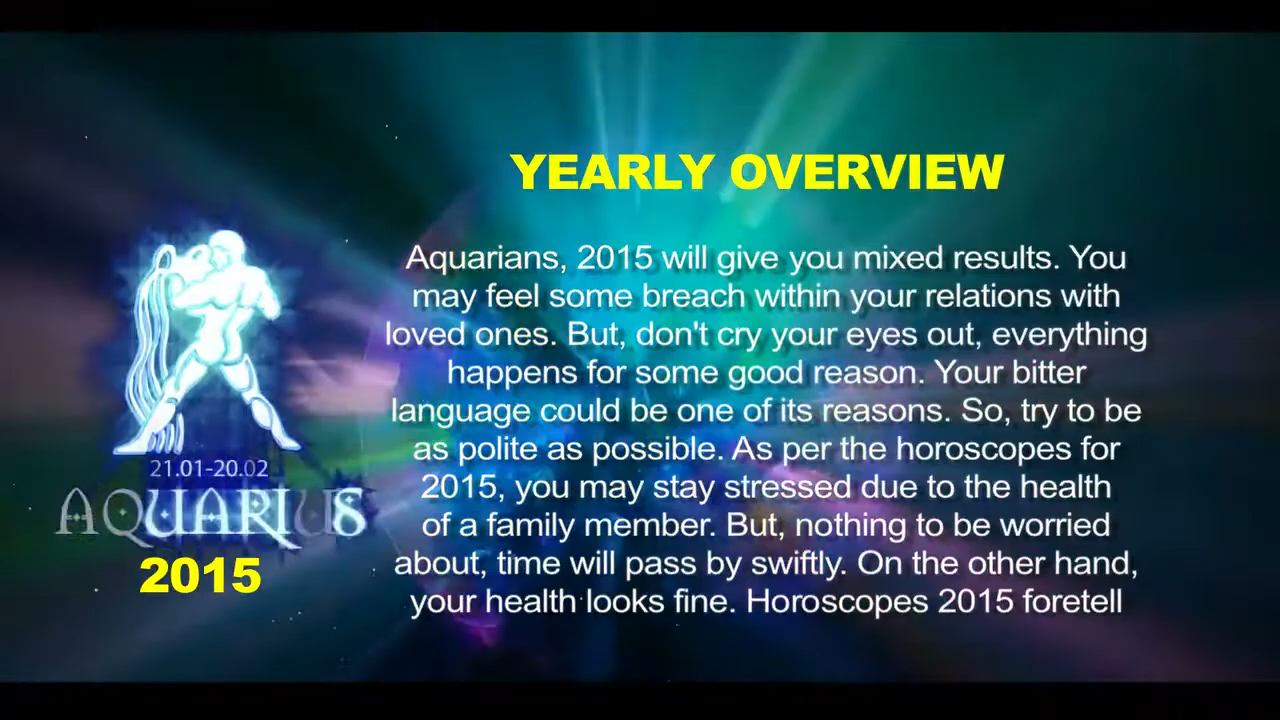 YEARLY OVERVIEW
Aquarians, 2015 will give you mixed results. You
may feel some breach within your relations with
loved ones. But, don't cry your eyes out, everything
happens for some good reason. Your bitter
language could be one of its reasons. So, try to be
as polite as possible. As per the horoscopes for
2015, you may stay stressed due to the health
of a family member. But, nothing to be worried
about, time will pass by swiftly. On the other hand,
your health looks fine. Horoscopes 2015 foretell
21.01-20.02
AQUARIUS
2015